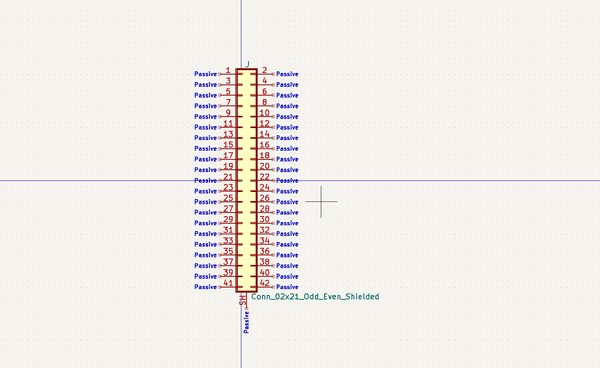 J
Passive 1 2 Passive
Passive 3 4 Passive
Passive 5 6 Passive
Passive 7 8 Passive
Passive 9 10 Passive
Passive 11 12 Passive
Passive 13 14 Passive
Passive 15 16 Passive
Passive 17 18 Passive
Passive 19 20 Passive
Passive 21 22 Passive
Passive 23 24 Passive
Passive 25 26 Passive
Passive 27 28 Passive
Passive 29 30 Passive
Passive 31 32 Passive
Passive 33 34 Passive
Passive 35 36 Passive
Passive 37 38 Passive
Passive 39 40 Passive
Passive 41 42 Passive
Conn_02x21_Odd_Even_Shielded
SH
Passive